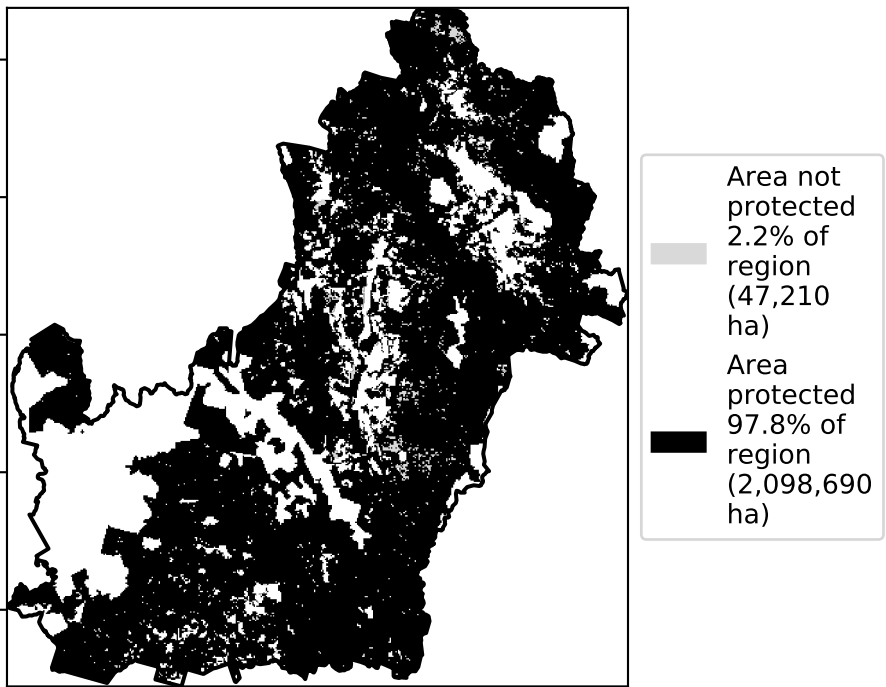 Area not
protected
2.2% of
region
(47,210
ha)
Area
protected
97.8% of
region
(2,098,690
ha)